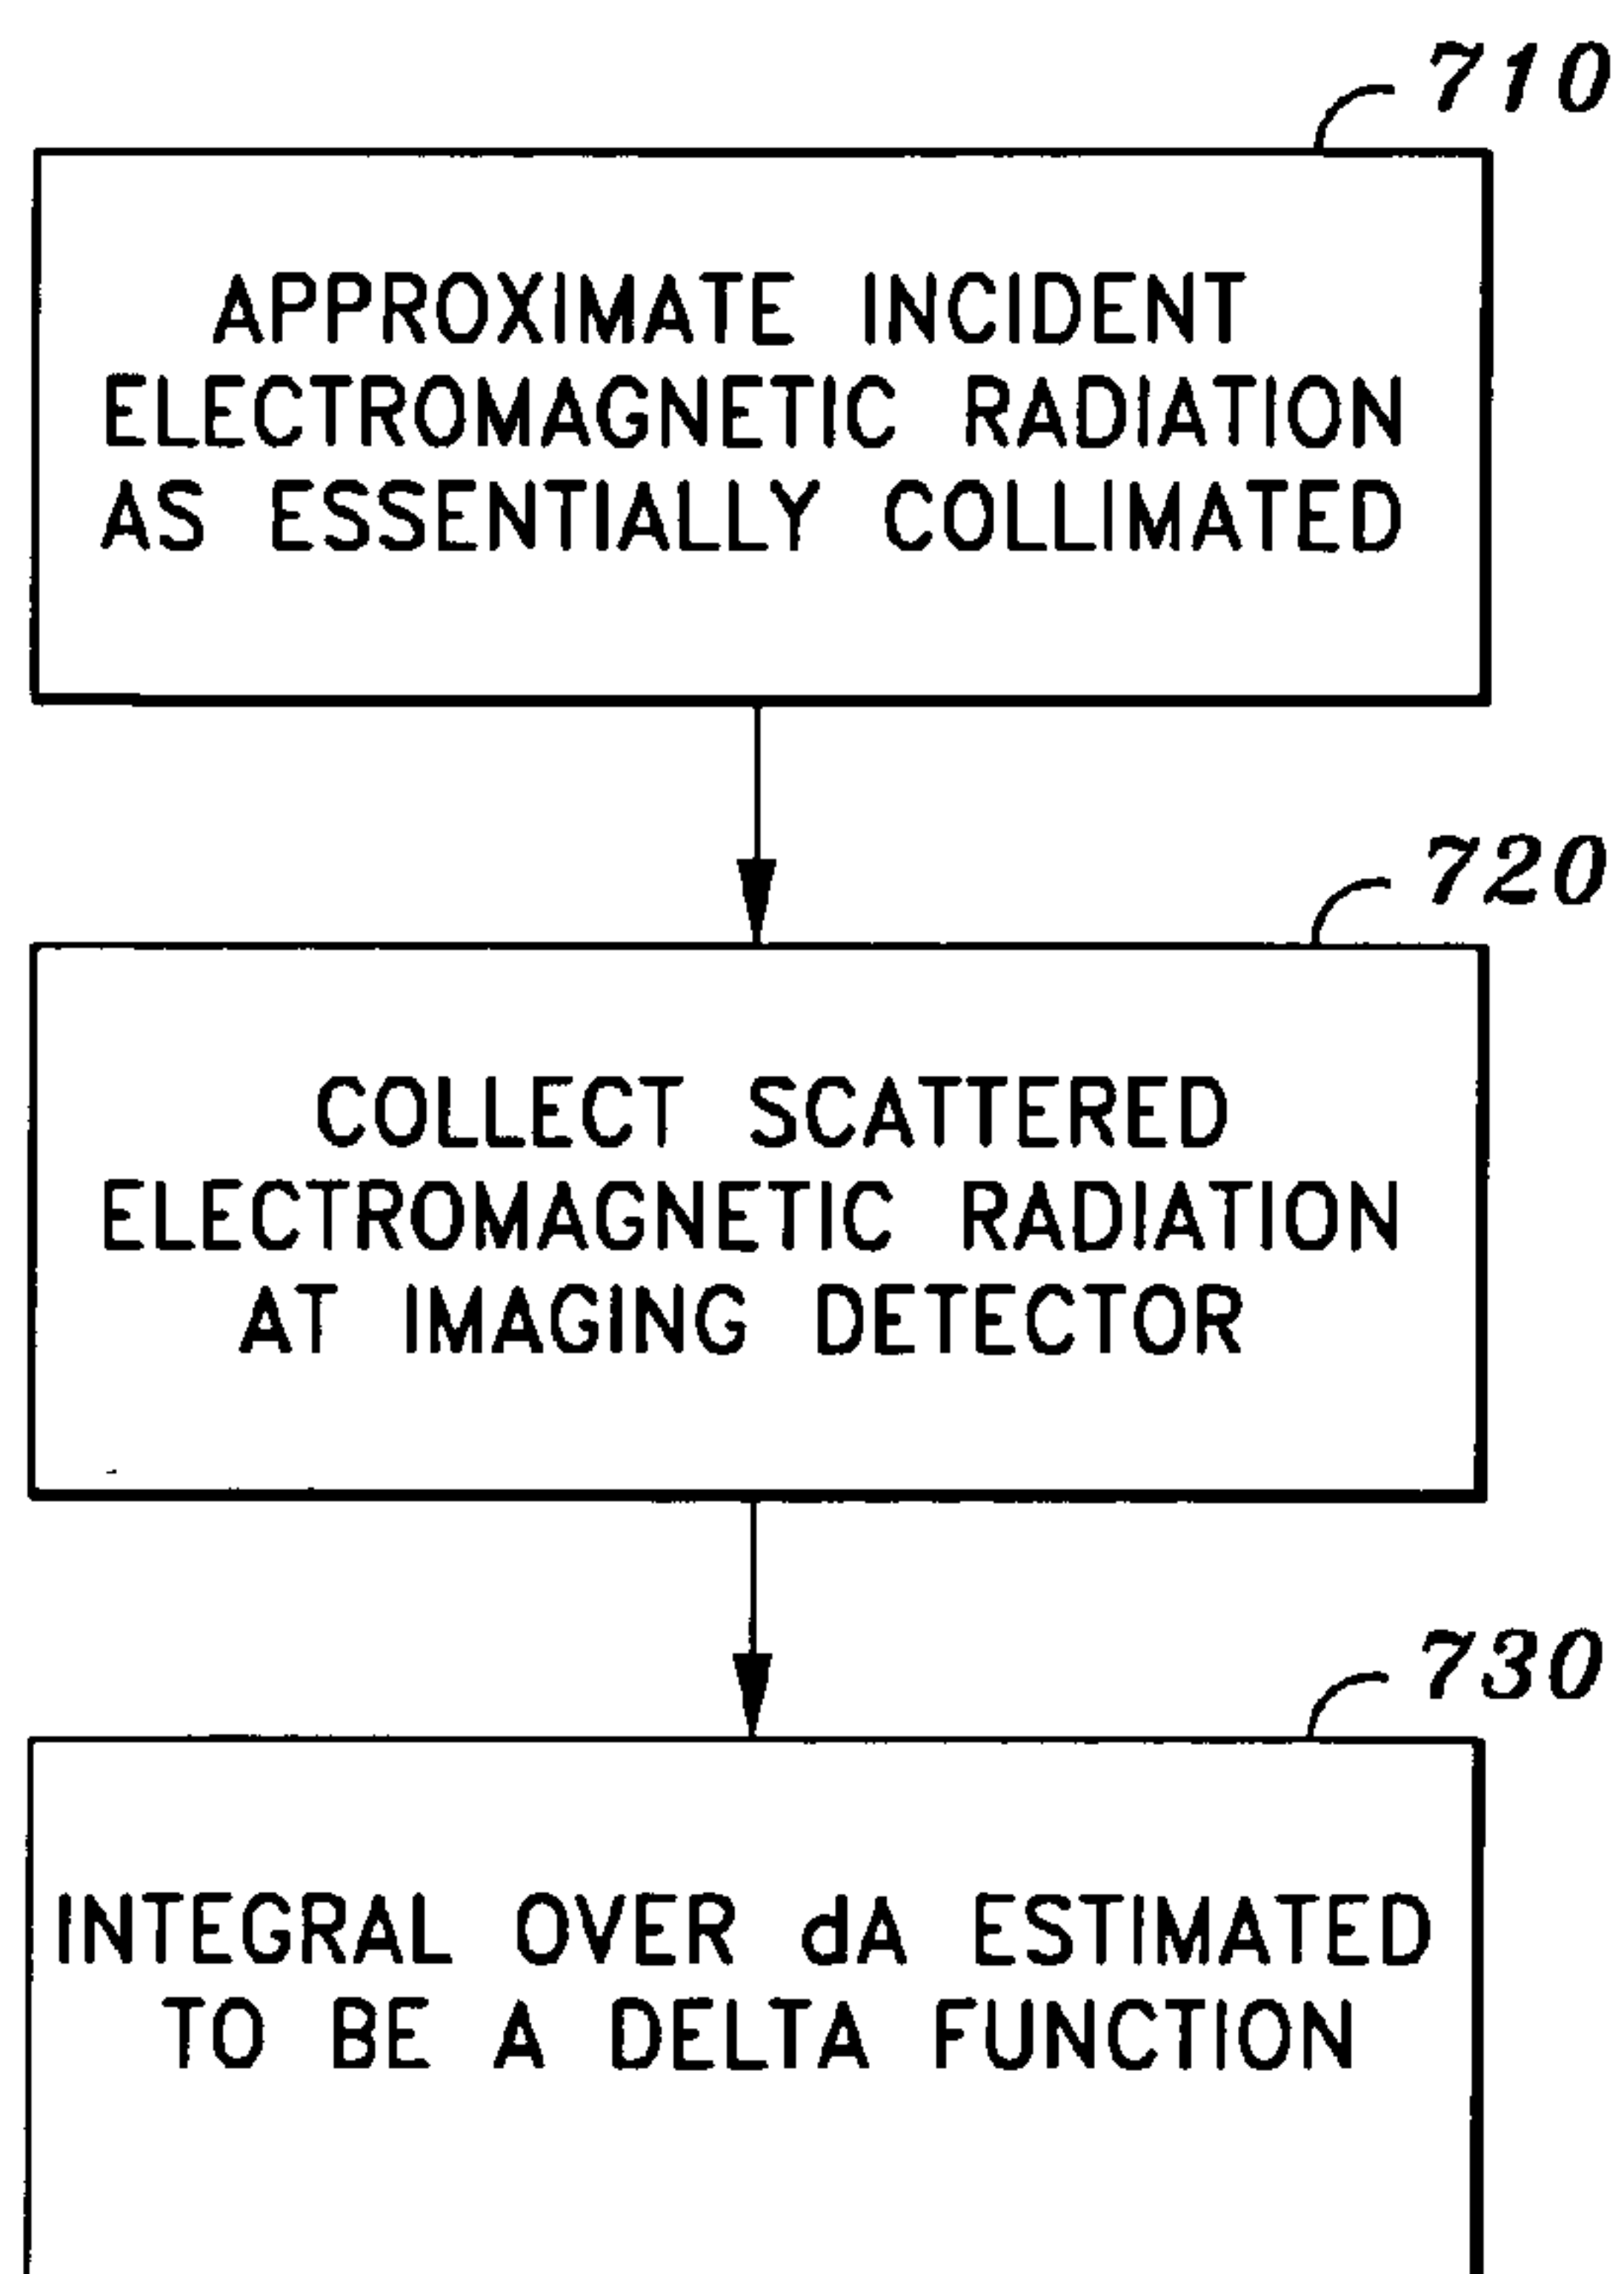 710
APPROXIMATE INCIDENT
ELECTROMAGNETIC RADIATION
AS ESSENTIALLY COLLIMATED
720
COLLECT SCATTERED
ELECTROMAGNETIC RADIATION
AT IMAGING DETECTOR
730
INTEGRAL OVER dA ESTIMATED
TO BE A DELTA FUNCTION